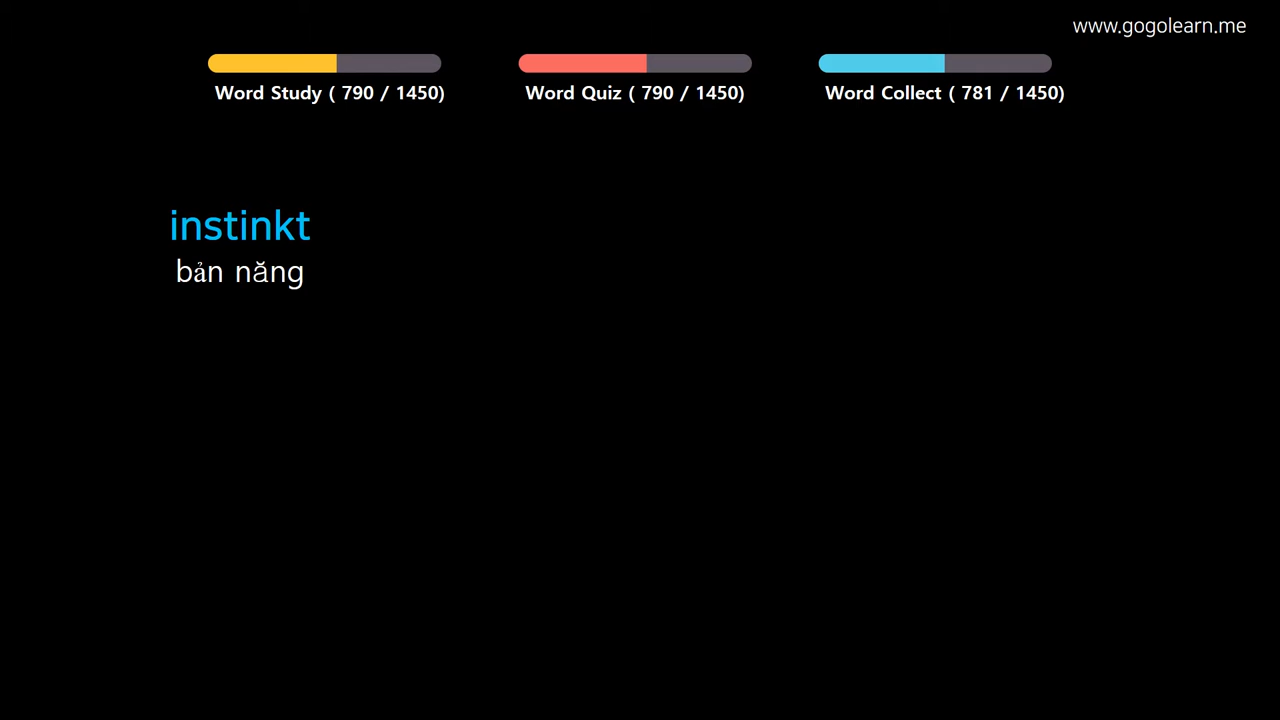 www.gogolearn.me
Word Study ( 790 / 1450)
Word Quiz ( 790 / 1450)
Word Collect ( 781 / 1450)
instinkt
bản năng